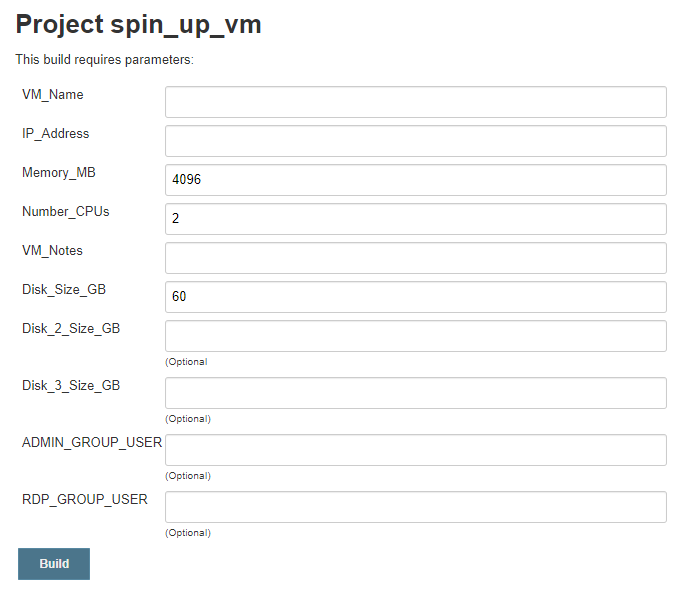 Project spin_up_vm
This build requires parameters:
VM_Name
IP_Address
Memory_MB 4096
Number_CPUs 2
VM_Notes
Disk_Size_GB 60
Disk_2_Size_GB
(Optional
Disk_3_Size_GB
(Optional)
ADMIN_GROUP_USER
(Optional)
RDP_GROUP_USER
(Optional)
Build